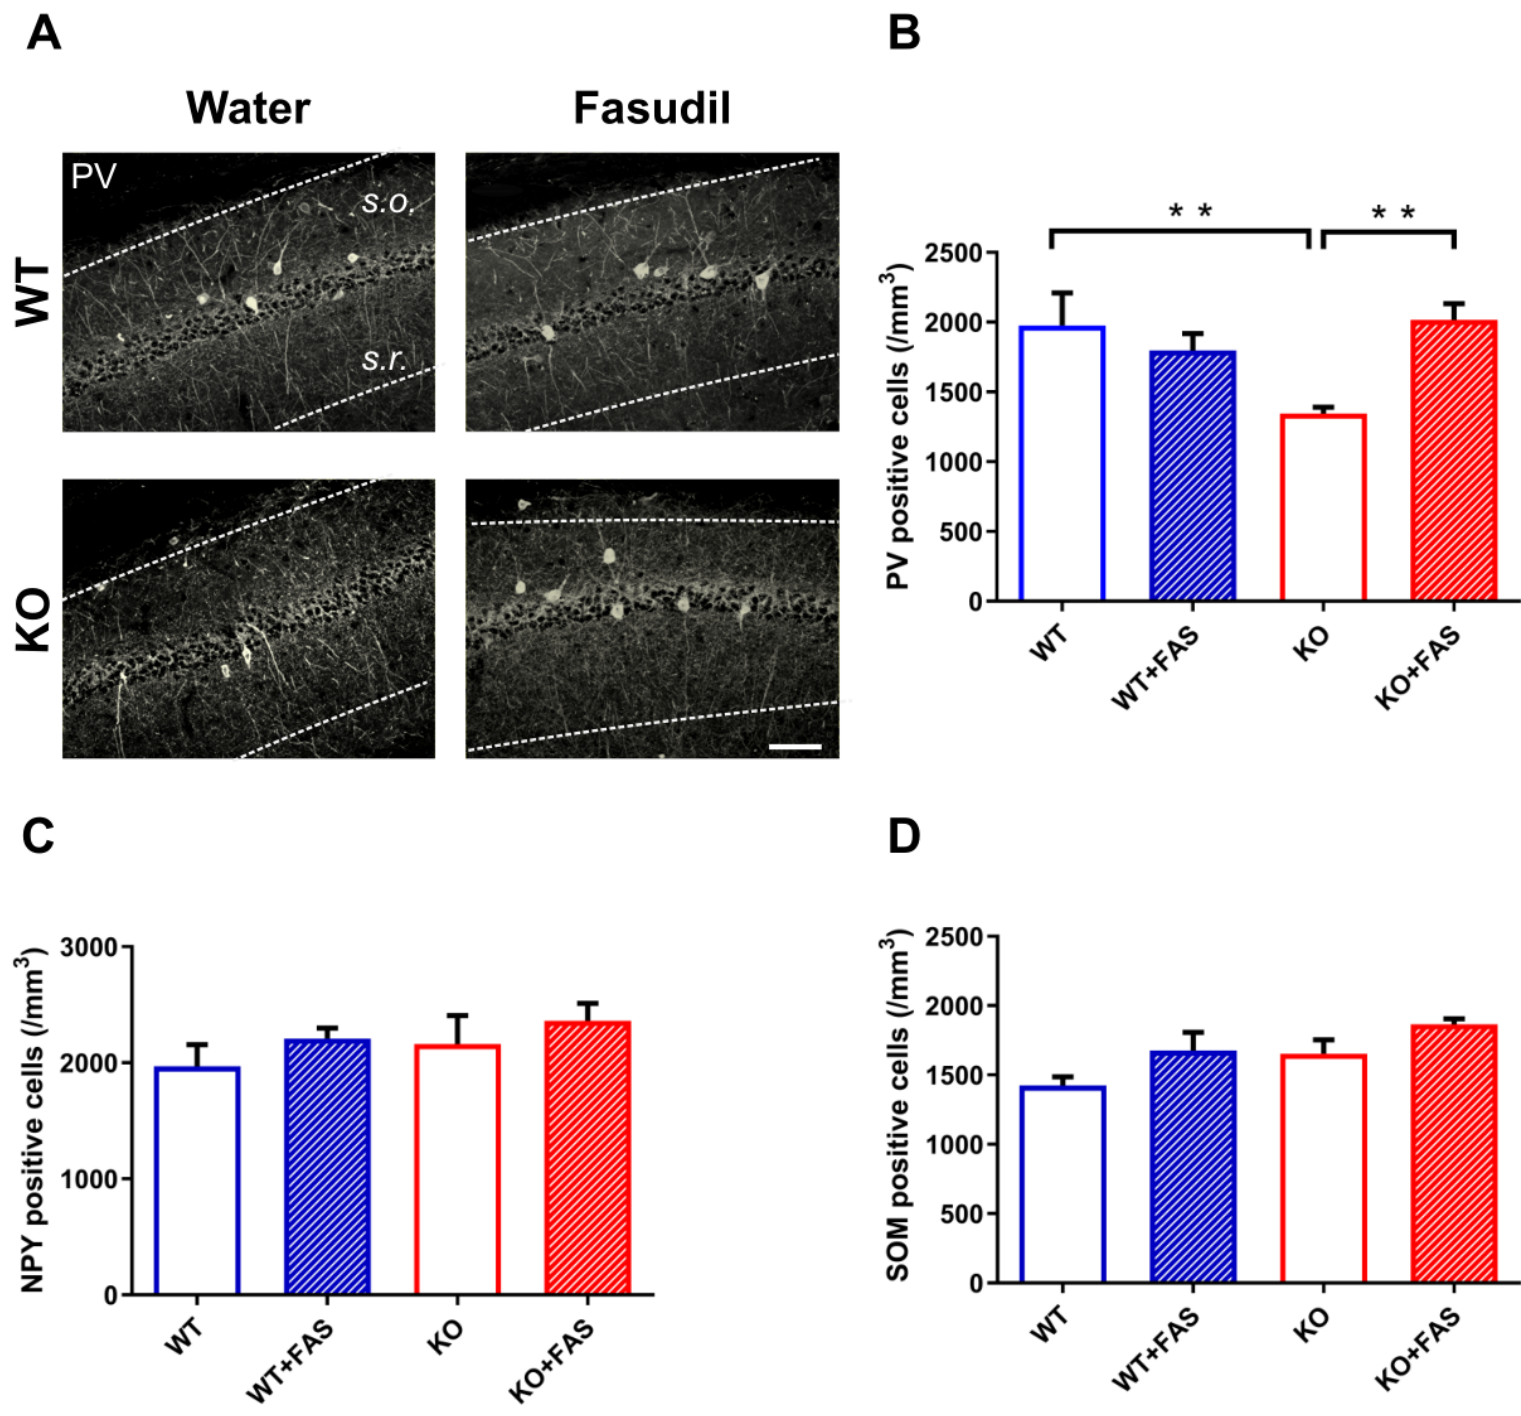 A
Water
Fasudil
WT
PV
s.o.
s.r.
KO
B
* *
* *
PV positive cells (/mm³)
2500
2000
1500
1000
500
0
WT
WT+FAS
KO
KO+FAS
C
NPY positive cells (/mm³)
3000
2000
1000
0
WT
WT+FAS
KO
KO+FAS
D
SOM positive cells (/mm³)
2500
2000
1500
1000
500
0
WT
WT+FAS
KO
KO+FAS